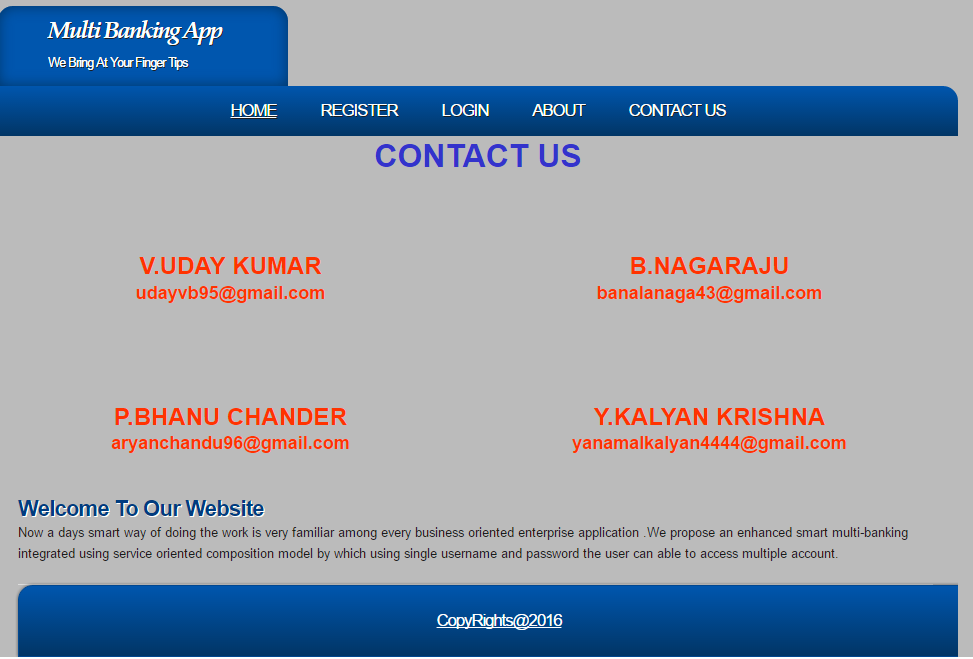 Multi Banking App
We Bring At Your Finger Tips
HOME REGISTER LOGIN ABOUT CONTACT US
CONTACT US
V.UDAY KUMAR B.NAGARAJU
udayvb95@gmail.com banalanaga43@gmail.com
P.BHANU CHANDER Y.KALYAN KRISHNA
aryanchandu96@gmail.com yanamalkalyan4444@gmail.com
Welcome To Our Website
Now a days smart way of doing the work is very familiar among every business oriented enterprise application .We propose an enhanced smart multi-banking
integrated using service oriented composition model by which using single username and password the user can able to access multiple account.
CopyRights@2016